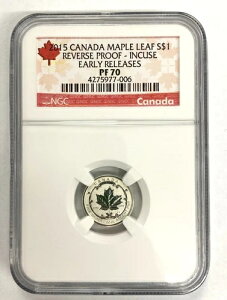 2015 CANADA MAPLE LEAF S$1
REVERSE PROOF - INCUSE
EARLY RELEASES
PF 70
4275977-006
NGC
Canada